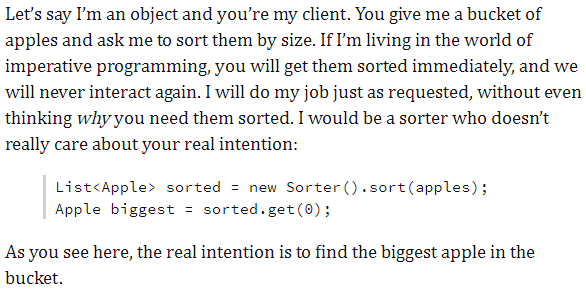 Let’s say I’m an object and you’re my client. You give me a bucket of
apples and ask me to sort them by size. If I’m living in the world of
imperative programming, you will get them sorted immediately, and we
will never interact again. I will do my job just as requested, without even
thinking why you need them sorted. I would be a sorter who doesn’t
really care about your real intention:
List<Apple> sorted = new Sorter().sort(apples);
Apple biggest = sorted.get(0);
As you see here, the real intention is to find the biggest apple in the
bucket.